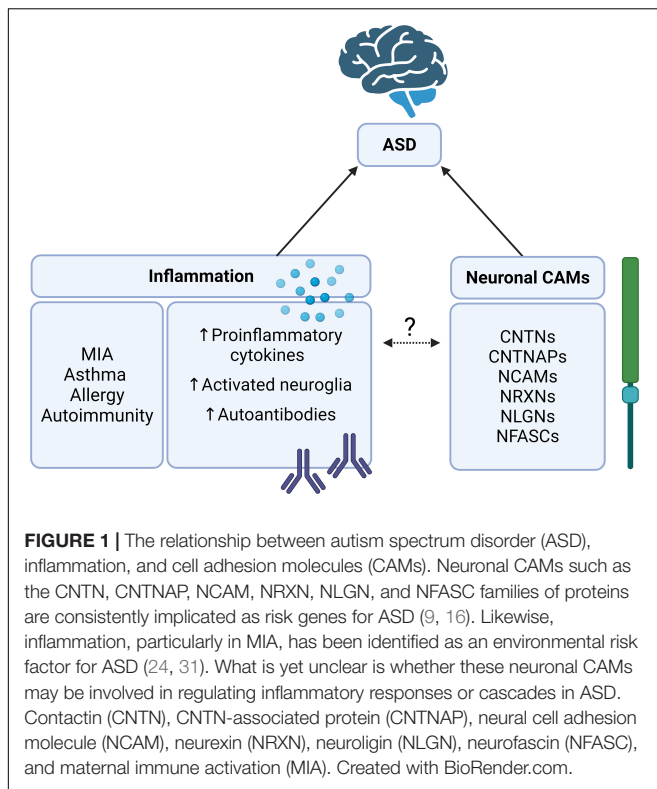 ASD
Inflammation
MIA
Asthma
Allergy
Autoimmunity
↑Proinflammatory
cytokines
↑Activated neuroglia
↑Autoantibodies
?
Neuronal CAMs
CNTNs
CNTNAPs
NCAMs
NRXNs
NLGNs
NFASCs
FIGURE 1 | The relationship between autism spectrum disorder (ASD),
inflammation, and cell adhesion molecules (CAMs). Neuronal CAMs such as
the CNTN, CNTNAP, NCAM, NRXN, NLGN, and NFASC families of proteins
are consistently implicated as risk genes for ASD (9, 16). Likewise,
inflammation, particularly in MIA, has been identified as an environmental risk
factor for ASD (24, 31). What is yet unclear is whether these neuronal CAMs
may be involved in regulating inflammatory responses or cascades in ASD.
Contactin (CNTN), CNTN-associated protein (CNTNAP), neural cell adhesion
molecule (NCAM), neurexin (NRXN), neuroligin (NLGN), neurofascin (NFASC),
and maternal immune activation (MIA). Created with BioRender.com.